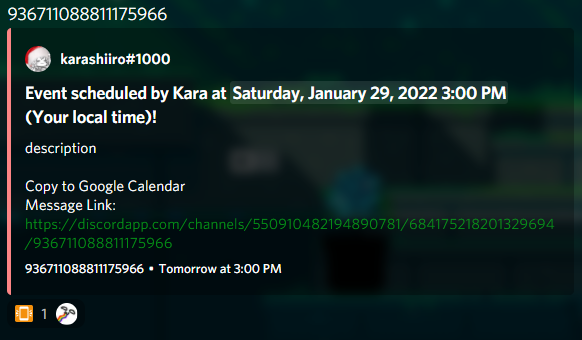 936711088811175966
karashiiro#1000
Event scheduled by Kara at Saturday, January 29, 2022 3:00 PM
(Your local time)!
description
Copy to Google Calendar
Message Link:
https://discordapp.com/channels/550910482194890781/684175218201329694
/936711088811175966
936711088811175966 • Tomorrow at 3:00 PM
1